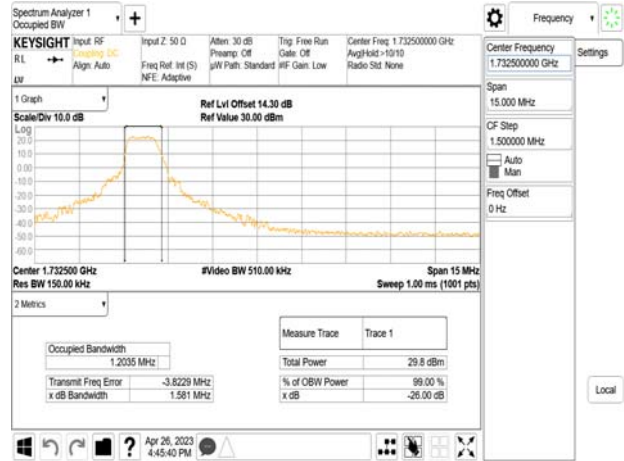 Spectrum Analyzer 1
Occupied BW
+
Frequency
KEYSIGHT
Input: RF
Coupling: DC
Align: Auto
Input Z: 50 Ω
Freq Ref: Int (S)
NFE: Adaptive
Atten: 30 dB
Preamp: Off
µW Path: Standard
Trig: Free Run
Gate: Off
#IF Gain: Low
Center Freq: 1.732500000 GHz
Avg|Hold:>10/10
Radio Std: None
RL
Center Frequency
1.732500000 GHz
Settings
Span
15.000 MHz
CF Step
1.500000 MHz
Auto
Man
Freq Offset
0 Hz
Local
1 Graph
Scale/Div 10.0 dB
Ref Lvl Offset 14.30 dB
Ref Value 30.00 dBm
Log
20.0
10.0
0.00
-10.0
-20.0
-30.0
-40.0
-50.0
-60.0
Center 1.732500 GHz
#Video BW 510.00 kHz
Span 15 MHz
Res BW 150.00 kHz
Sweep 1.00 ms (1001 pts)
2 Metrics
Measure Trace Trace 1
Occupied Bandwidth
1.2035 MHz
Total Power 29.8 dBm
Transmit Freq Error -3.8229 MHz
% of OBW Power 99.00 %
x dB Bandwidth 1.581 MHz
x dB -26.00 dB
?
Apr 26, 2023
4:45:40 PM